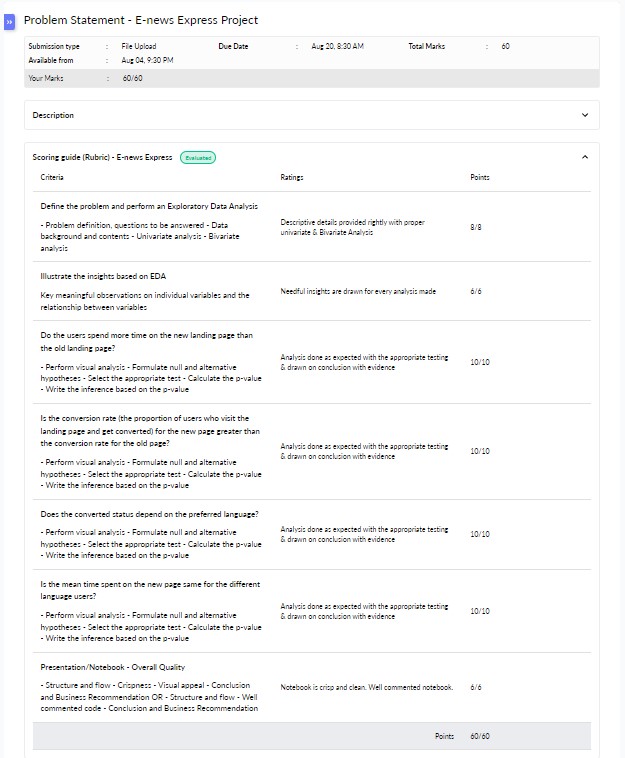 »
Problem Statement - E-news Express Project
Submission type : File Upload Due Date : Aug 20, 8:30 AM Total Marks : 60
Available from : Aug 04, 9:30 PM
Your Marks : 60/60
Description
Scoring guide (Rubric) - E-news Express Evaluated
Criteria Ratings Points
Define the problem and perform an Exploratory Data Analysis
- Problem definition, questions to be answered - Data
background and contents - Univariate analysis - Bivariate
analysis
Descriptive details provided rightly with proper
univariate & Bivariate Analysis
8/8
Illustrate the insights based on EDA
Key meaningful observations on individual variables and the
relationship between variables
Needful insights are drawn for every analysis made
6/6
Do the users spend more time on the new landing page than
the old landing page?
- Perform visual analysis - Formulate null and alternative
hypotheses - Select the appropriate test - Calculate the p-value
- Write the inference based on the p-value
Analysis done as expected with the appropriate testing
& drawn on conclusion with evidence
10/10
Is the conversion rate (the proportion of users who visit the
landing page and get converted) for the new page greater than
the conversion rate for the old page?
- Perform visual analysis - Formulate null and alternative
hypotheses - Select the appropriate test - Calculate the p-value
- Write the inference based on the p-value
Analysis done as expected with the appropriate testing
& drawn on conclusion with evidence
10/10
Does the converted status depend on the preferred language?
- Perform visual analysis - Formulate null and alternative
hypotheses - Select the appropriate test - Calculate the p-value
- Write the inference based on the p-value
Analysis done as expected with the appropriate testing
& drawn on conclusion with evidence
10/10
Is the mean time spent on the new page same for the different
language users?
- Perform visual analysis - Formulate null and alternative
hypotheses - Select the appropriate test - Calculate the p-value
- Write the inference based on the p-value
Analysis done as expected with the appropriate testing
& drawn on conclusion with evidence
10/10
Presentation/Notebook - Overall Quality
- Structure and flow - Crispness - Visual appeal - Conclusion
and Business Recommendation OR - Structure and flow - Well
commented code - Conclusion and Business Recommendation
Notebook is crisp and clean. Well commented notebook.
6/6
Points 60/60